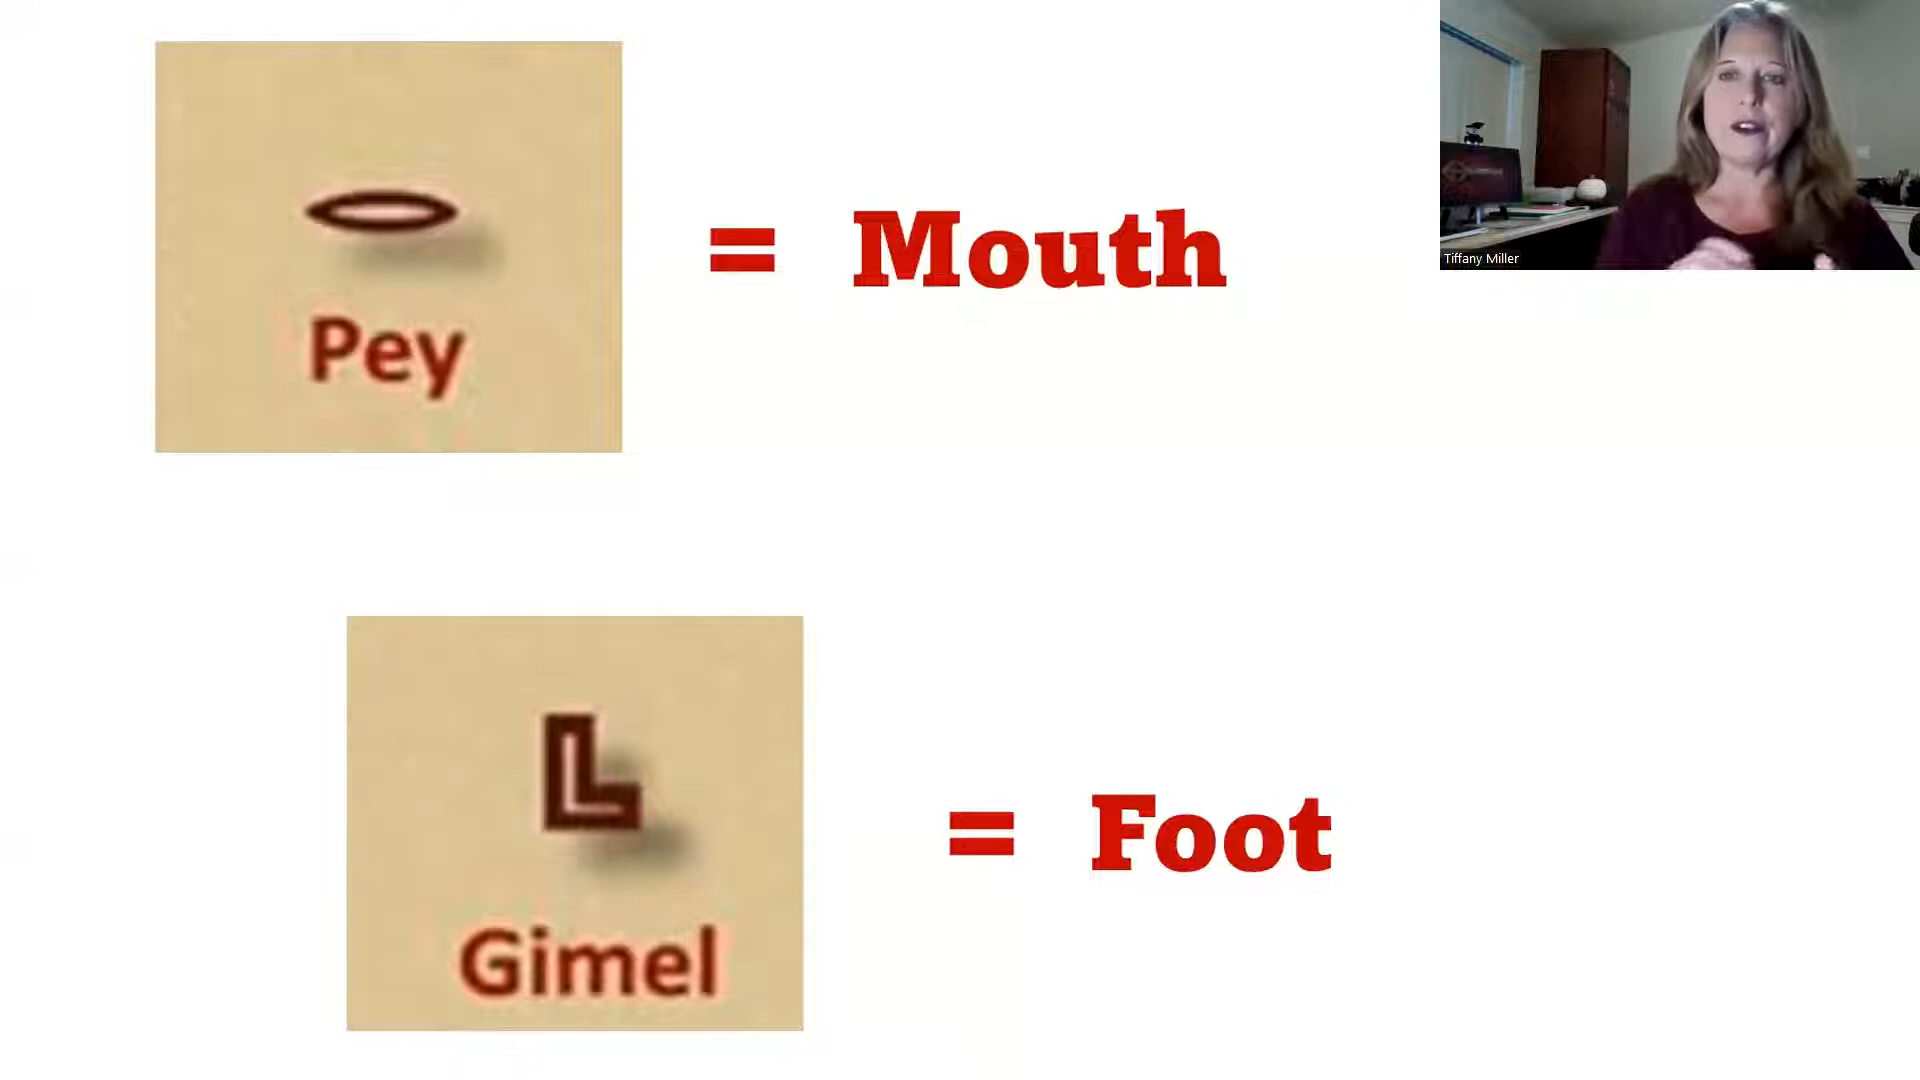 Pey
= Mouth
Tiffany Miller
Gimel
= Foot